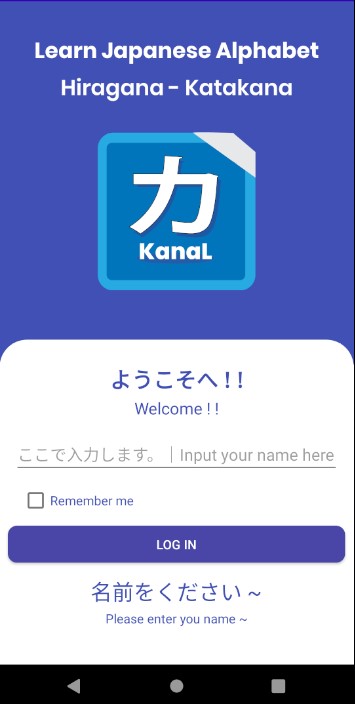 Learn Japanese Alphabet
Hiragana - Katakana
カ
KanaL
ようこそへ ! !
Welcome ! !
ここで入力します。｜Input your name here
Remember me
LOG IN
名前をください ~
Please enter you name ~